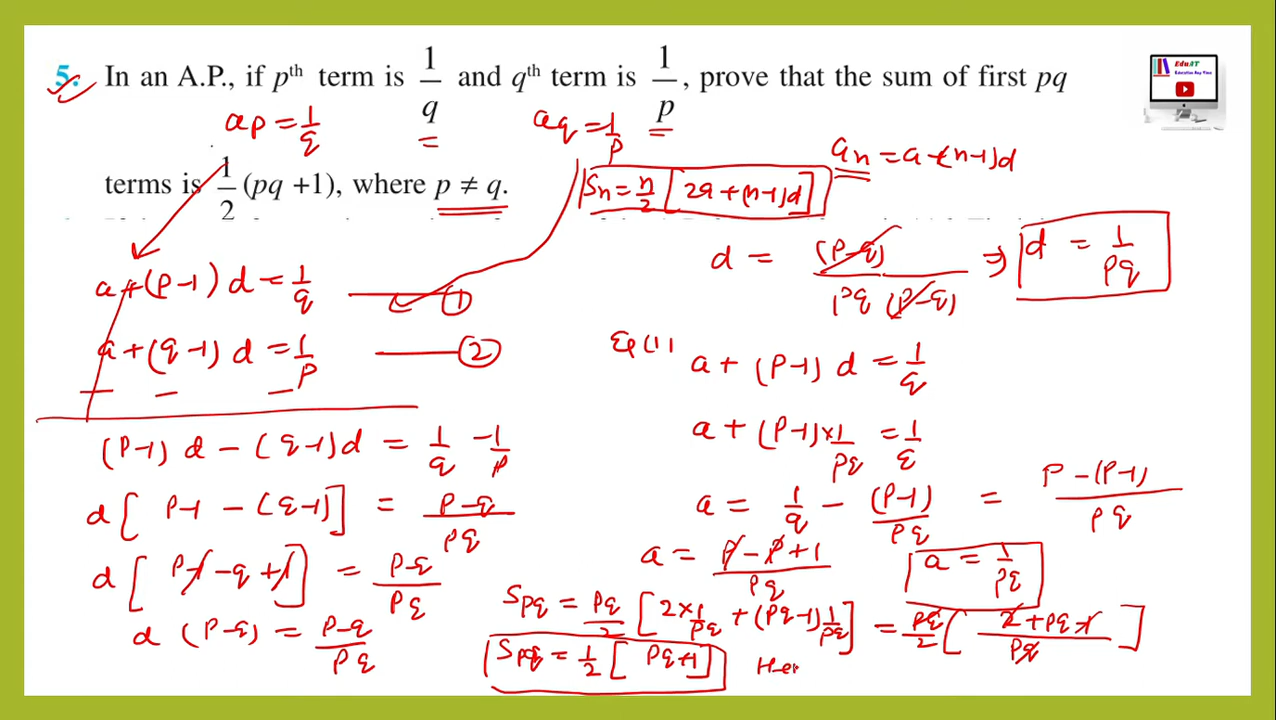 5. In an A.P., if pᵗʰ term is 1/q and qᵗʰ term is 1/p, prove that the sum of first pq
terms is 1/2 (pq +1), where p ≠ q.
EduAT
Education Any Time
ap = 1/q
aq = 1/p
an = a+(n-1)d
Sn = n/2 [2a+(n-1)d]
a+(p-1)d = 1/q —— ①
a+(q-1)d = 1/p —— ②
− − −
(p-1)d - (q-1)d = 1/q - 1/p
d[ p-1 - (q-1)] = p-q/pq
d[ p-1-q+1] = p-q/pq
d (p-q) = p-q/pq
d = (p-q)/pq(p-q) ⇒ d = 1/pq
Eq(1) a + (p-1) d = 1/q
a + (p-1)×1/pq = 1/q
a = 1/q - (p-1)/pq = p-(p-1)/pq
a = p-p+1/pq
a = 1/pq
Spq = pq/2 [2×1/pq + (pq-1)1/pq] = pq/2 [2+pq-1/pq]
Spq = 1/2 [pq+1] Hen